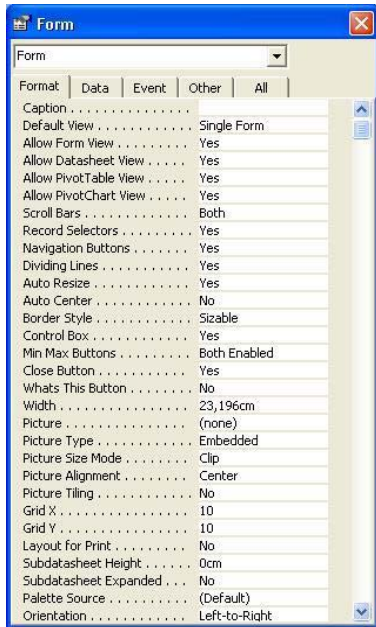 Form
Form
Format Data Event Other All
Caption . . . . . . . . . . . . . . .
Default View . . . . . . . . . . . . Single Form
Allow Form View . . . . . . . . . Yes
Allow Datasheet View . . . . . Yes
Allow PivotTable View . . . . . Yes
Allow PivotChart View . . . . . Yes
Scroll Bars . . . . . . . . . . . . . Both
Record Selectors . . . . . . . . . Yes
Navigation Buttons . . . . . . . Yes
Dividing Lines . . . . . . . . . . . Yes
Auto Resize . . . . . . . . . . . . Yes
Auto Center . . . . . . . . . . . . No
Border Style . . . . . . . . . . . . Sizable
Control Box . . . . . . . . . . . . Yes
Min Max Buttons . . . . . . . . . Both Enabled
Close Button . . . . . . . . . . . . Yes
Whats This Button . . . . . . . No
Width . . . . . . . . . . . . . . . . . 23,196cm
Picture . . . . . . . . . . . . . . . . (none)
Picture Type . . . . . . . . . . . . Embedded
Picture Size Mode . . . . . . . . Clip
Picture Alignment . . . . . . . . Center
Picture Tiling . . . . . . . . . . . . No
Grid X . . . . . . . . . . . . . . . . . 10
Grid Y . . . . . . . . . . . . . . . . . 10
Layout for Print . . . . . . . . . . No
Subdatasheet Height . . . . . . 0cm
Subdatasheet Expanded . . . No
Palette Source . . . . . . . . . . (Default)
Orientation . . . . . . . . . . . . . Left-to-Right